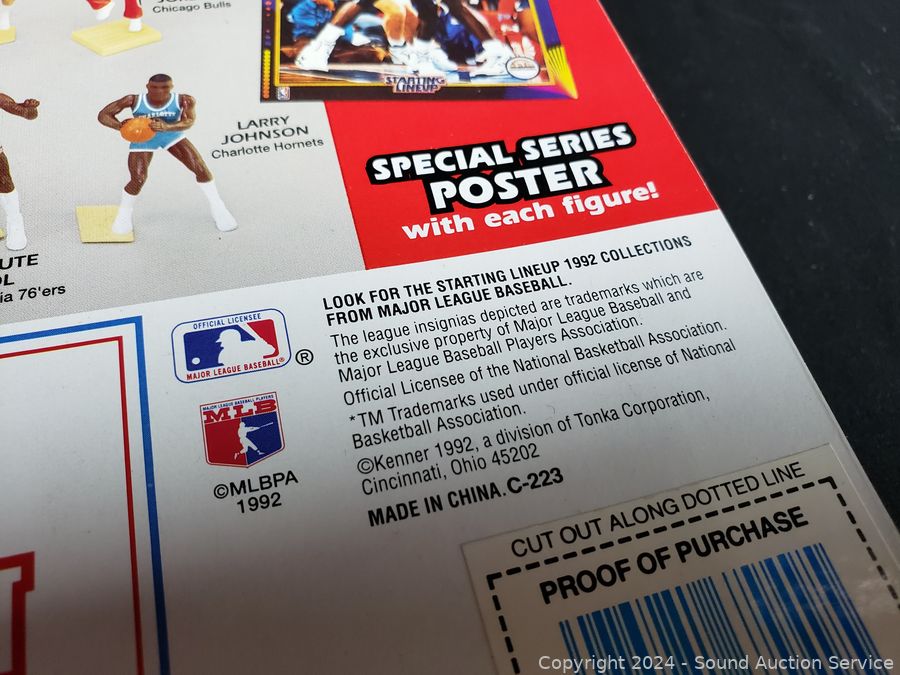 Chicago Bulls
STARTING
LINEUP
CHARLOTTE
LARRY
JOHNSON
Charlotte Hornets
SPECIAL SERIES
POSTER
with each figure!
76'ers
LOOK FOR THE STARTING LINEUP 1992 COLLECTIONS
FROM MAJOR LEAGUE BASEBALL.
The league insignias depicted are trademarks which are
the exclusive property of Major League Baseball and
Major League Baseball Players Association.
Official Licensee of the National Basketball Association.
*TM Trademarks used under official license of National
Basketball Association.
©Kenner 1992, a division of Tonka Corporation,
Cincinnati, Ohio 45202
MADE IN CHINA. C-223
OFFICIAL LICENSEE
MAJOR LEAGUE BASEBALL®
®
MAJOR LEAGUE BASEBALL PLAYERS
MLB
©MLBPA
1992
CUT OUT ALONG DOTTED LINE
PROOF OF PURCHASE
Copyright 2024 - Sound Auction Service